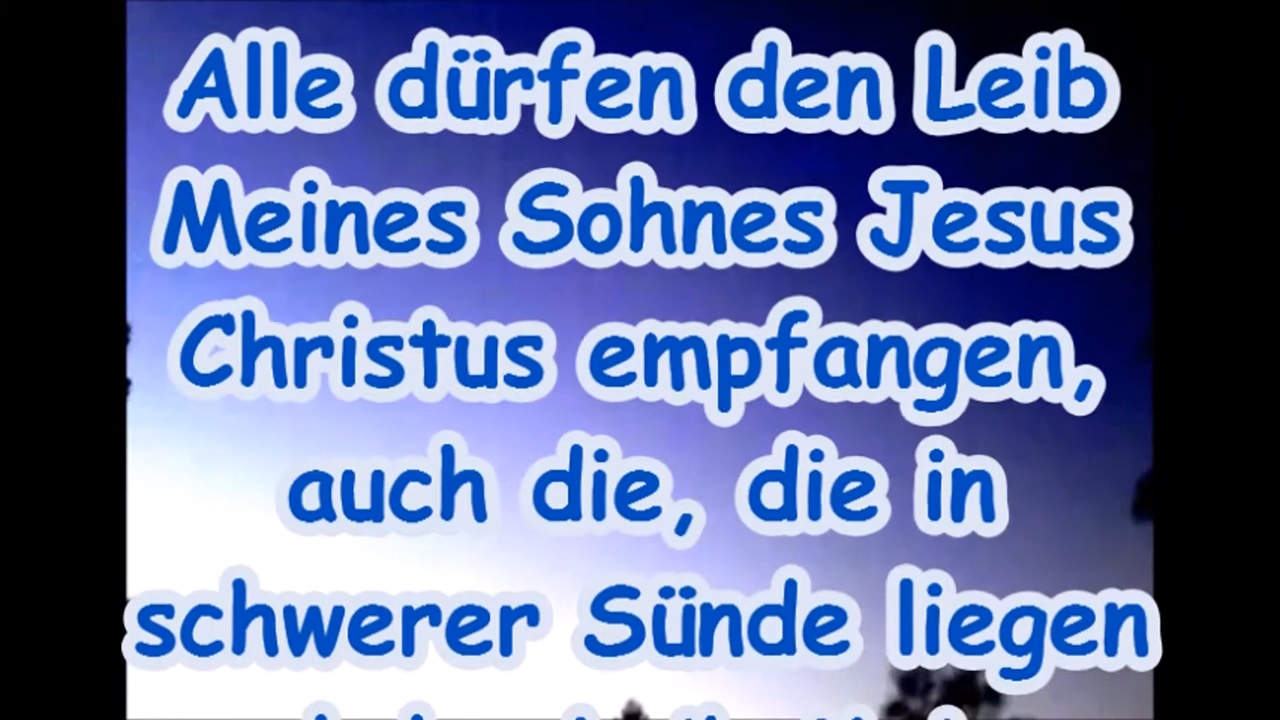 Alle dürfen den Leib
Meines Sohnes Jesus
Christus empfangen,
auch die, die in
schwerer Sünde liegen